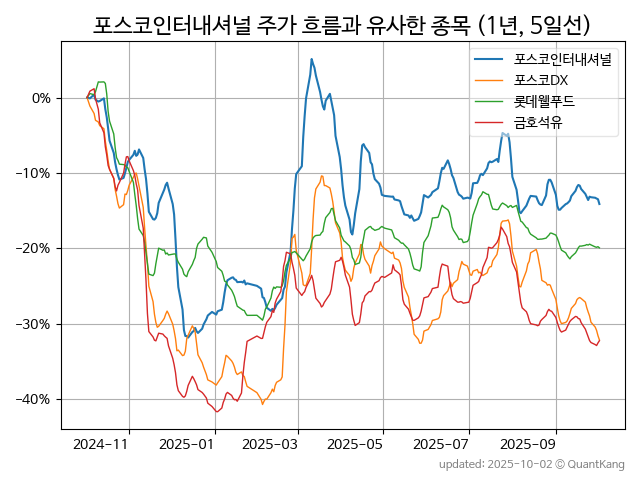 포스코인터내셔널 주가 흐름과 유사한 종목 (1년, 5일선)
포스코인터내셔널
포스코DX
롯데웰푸드
금호석유
0%
−10%
−20%
−30%
−40%
2024−11 2025−01 2025−03 2025−05 2025−07 2025−09
updated: 2025-10-02 © QuantKang